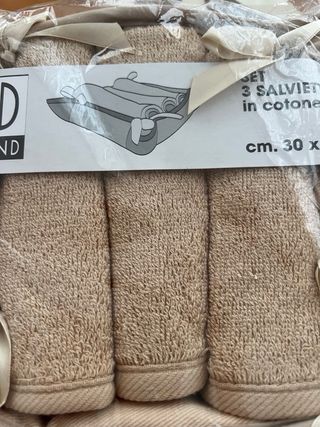 D
ND
SET
3 SALVIET
in cotone
cm. 30 x